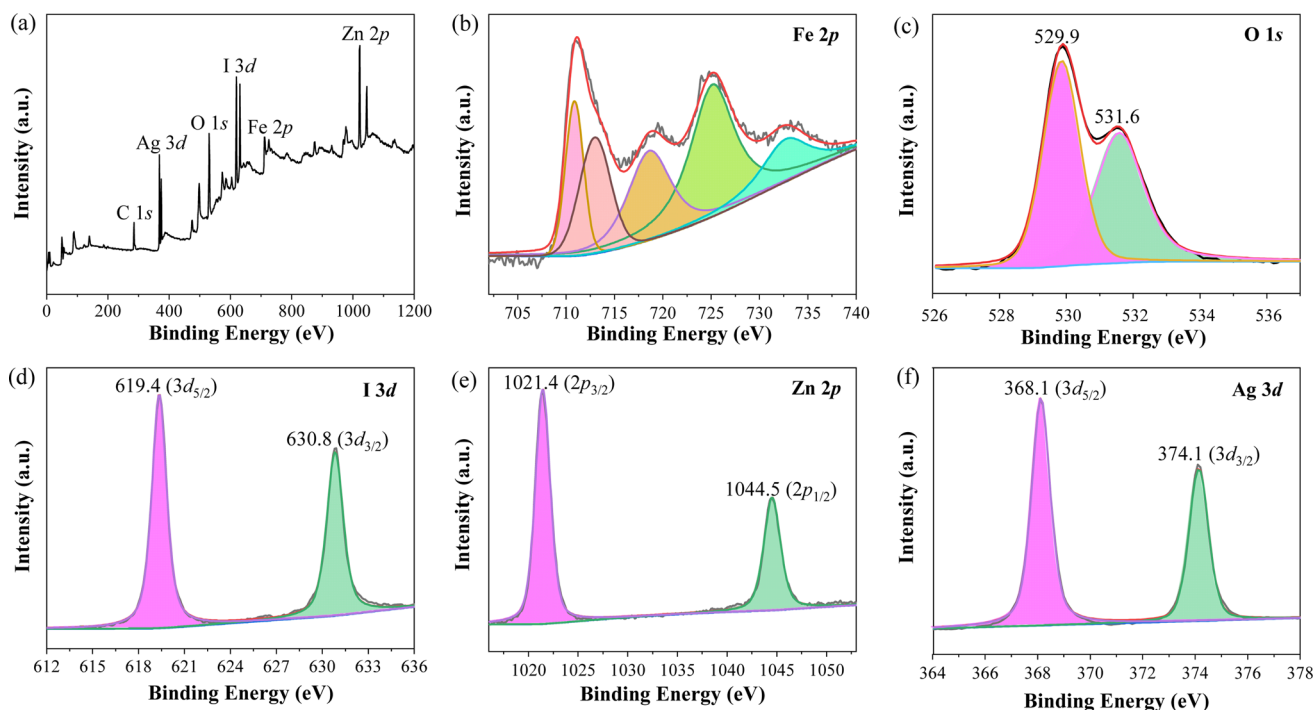 (a)
Zn 2p
I 3d
O 1s
Fe 2p
Ag 3d
C 1s
Intensity (a.u.)
0 200 400 600 800 1000 1200
Binding Energy (eV)
(b)
Fe 2p
Intensity (a.u.)
705 710 715 720 725 730 735 740
Binding Energy (eV)
(c)
O 1s
529.9
531.6
Intensity (a.u.)
526 528 530 532 534 536
Binding Energy (eV)
(d)
I 3d
619.4 (3d5/2)
630.8 (3d3/2)
Intensity (a.u.)
612 615 618 621 624 627 630 633 636
Binding Energy (eV)
(e)
Zn 2p
1021.4 (2p3/2)
1044.5 (2p1/2)
Intensity (a.u.)
1020 1025 1030 1035 1040 1045 1050
Binding Energy (eV)
(f)
Ag 3d
368.1 (3d5/2)
374.1 (3d3/2)
Intensity (a.u.)
364 366 368 370 372 374 376 378
Binding Energy (eV)